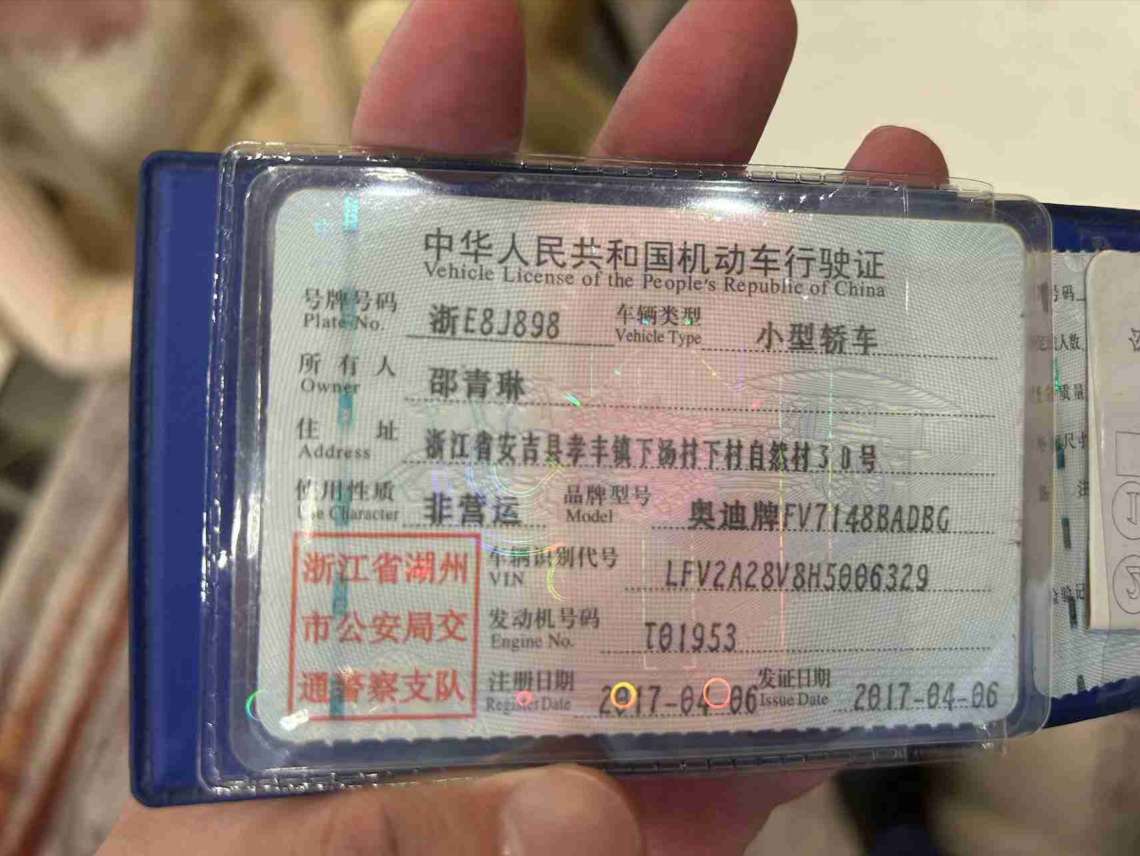 中华人民共和国机动车行驶证
Vehicle License of the People's Republic of China
号牌号码 浙E8J898 车辆类型 小型轿车
Plate No. Vehicle Type
所有人 邵青琳
Owner
住址 浙江省安吉县孝丰镇下汤村下村自然村30号
Address
使用性质 非营运 品牌型号 奥迪牌FV7148BADBG
Use Character Model
浙江省湖州
市公安局交
通警察支队
车辆识别代号 LFV2A28V8H5006329
VIN
发动机号码 T01953
Engine No.
注册日期 2017-04-06 发证日期 2017-04-06
Register Date Issue Date
号码
人数
质量